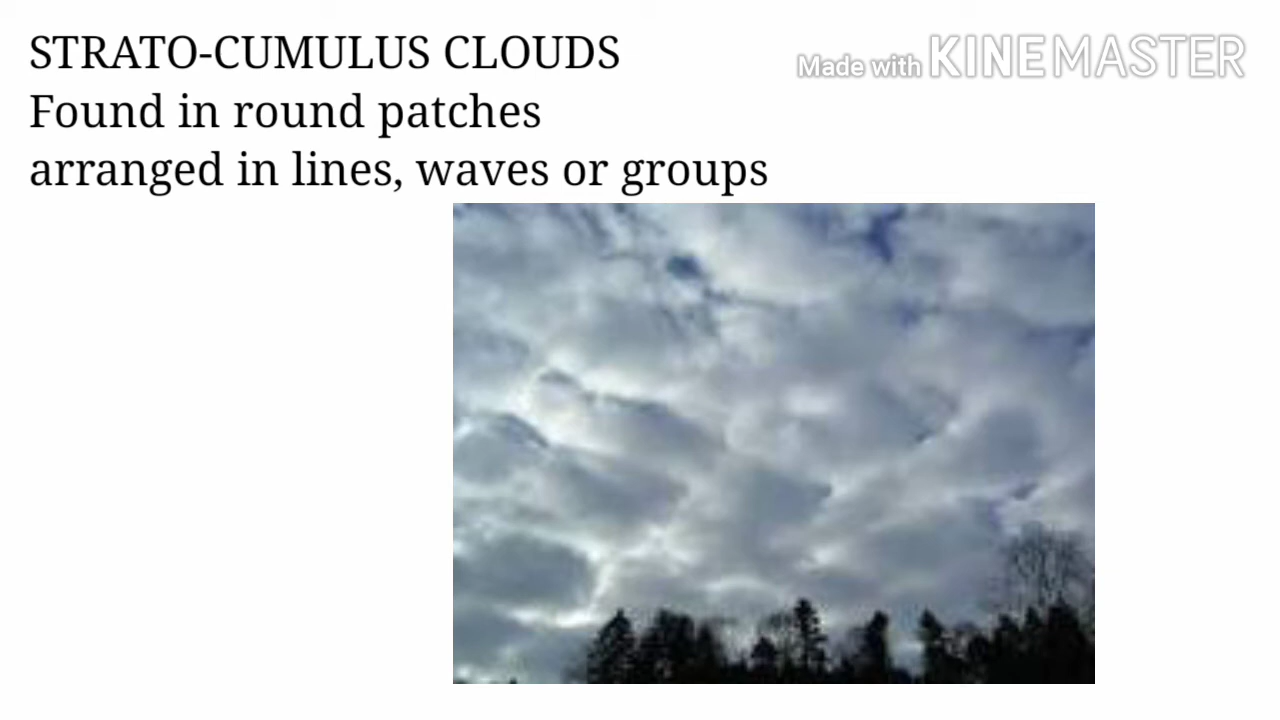 STRATO-CUMULUS CLOUDS
Made with KINEMASTER
Found in round patches
arranged in lines, waves or groups